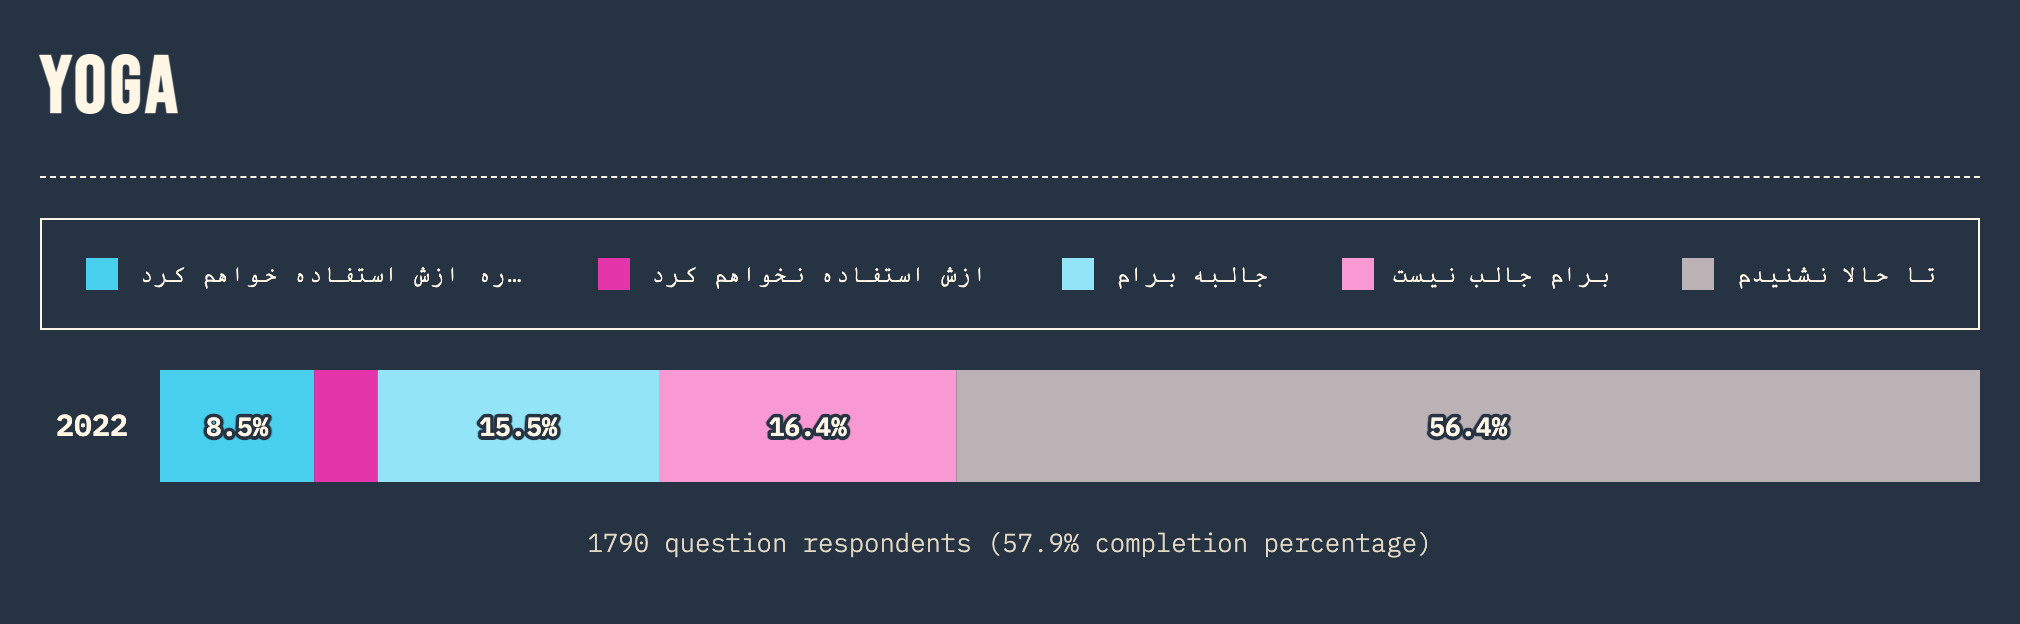 YOGA
ره ازش استفاده خواهم کرد…
ازش استفاده نخواهم کرد
جالبه برام
برام جالب نیست
تا حالا نشنیدم
2022
8.5%
15.5%
16.4%
56.4%
1790 question respondents (57.9% completion percentage)